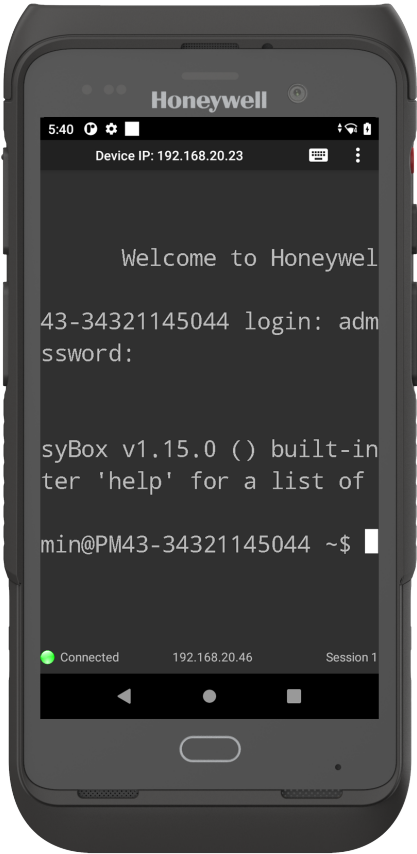 Honeywell
5:40
Device IP: 192.168.20.23
Welcome to Honeywel
43-34321145044 login: adm
ssword:
syBox v1.15.0 () built-in
ter 'help' for a list of
min@PM43-34321145044 ~$
Connected 192.168.20.46 Session 1